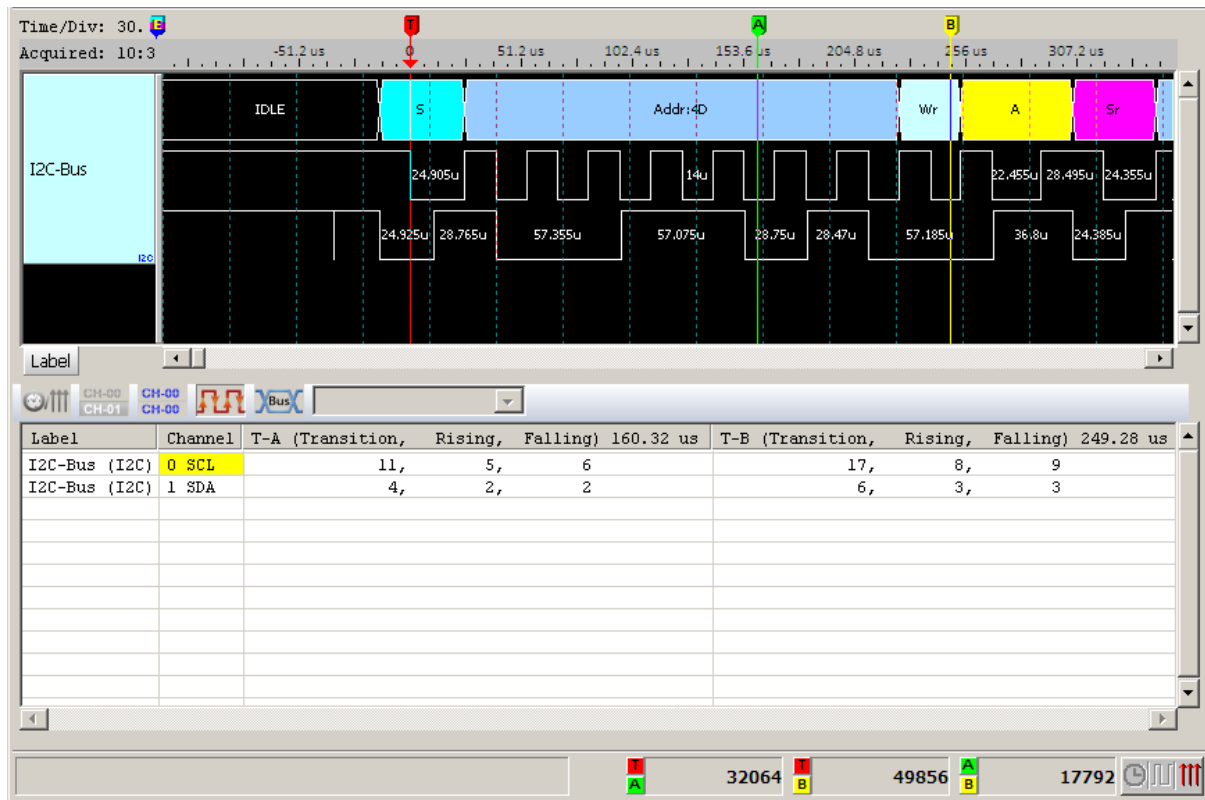 Time/Div: 30.
T A B
Acquired: 10:3 -51.2 us 0 51.2 us 102.4 us 153.6 us 204.8 us 256 us 307.2 us
IDLE S Addr:4D Wr A Sr
I2C-Bus 24.905u 14u 22.455u 28.495u 24.355u
24.925u 28.765u 57.355u 57.075u 28.75u 28.47u 57.185u 36.8u 24.385u
I2C
Label
CH-00 CH-00 Bus
CH-01 CH-00
Label Channel T-A (Transition, Rising, Falling) 160.32 us T-B (Transition, Rising, Falling) 249.28 us
I2C-Bus (I2C) 0 SCL 11, 5, 6 17, 8, 9
I2C-Bus (I2C) 1 SDA 4, 2, 2 6, 3, 3
T A 32064 T B 49856 A B 17792